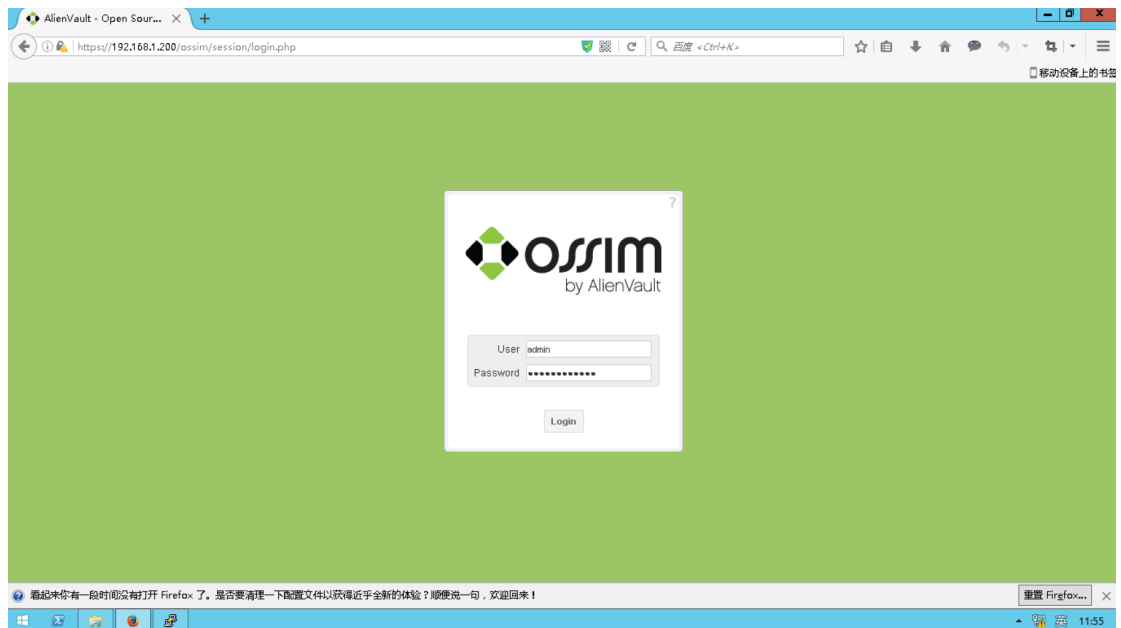 AlienVault - Open Sour...
https://192.168.1.200/ossim/session/login.php
百度 <Ctrl+K>
移动设备上的书签
?
OSSIM
by AlienVault
User admin
Password ••••••••••••
Login
看起来你有一段时间没有打开 Firefox 了。是否要清理一下配置文件以获得近乎全新的体验？顺便说一句，欢迎回来！
重置 Firefox...
英 11:55